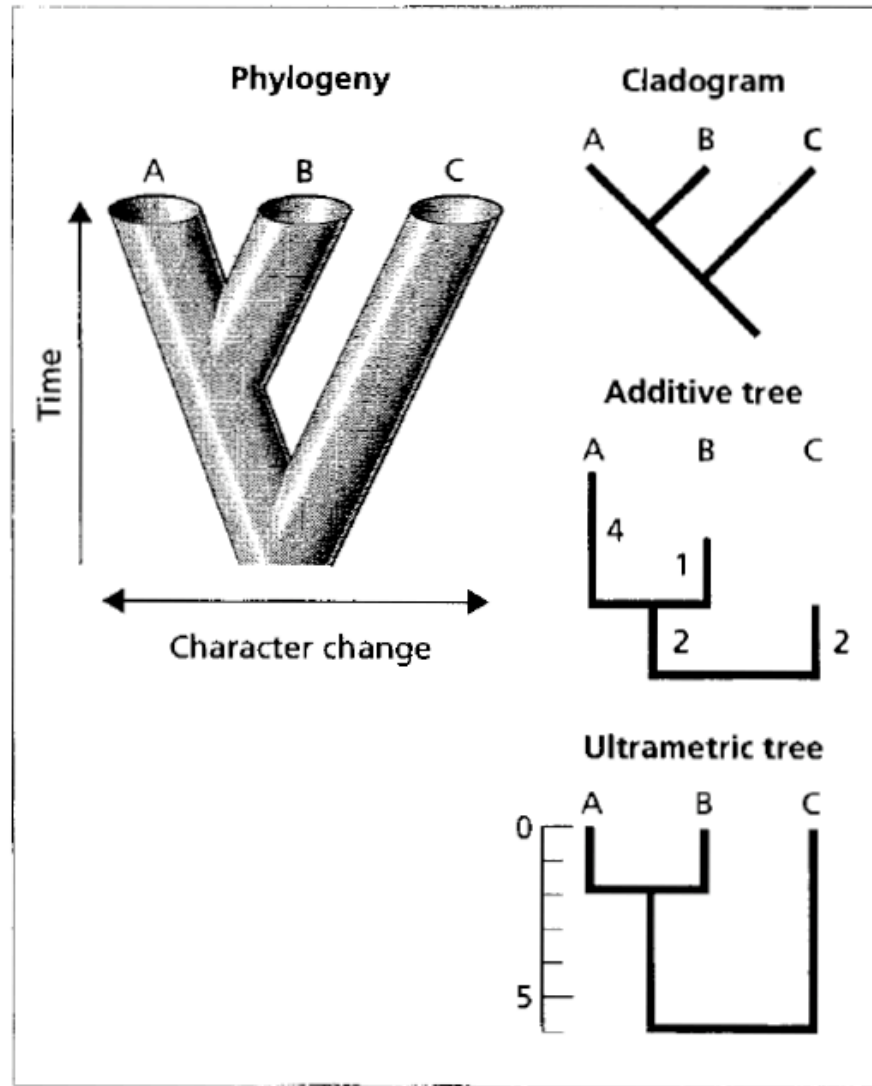 Phylogeny
A B C
Time
Character change
Cladogram
A B C
Additive tree
A B C
4
1
2 2
Ultrametric tree
A B C
0
5